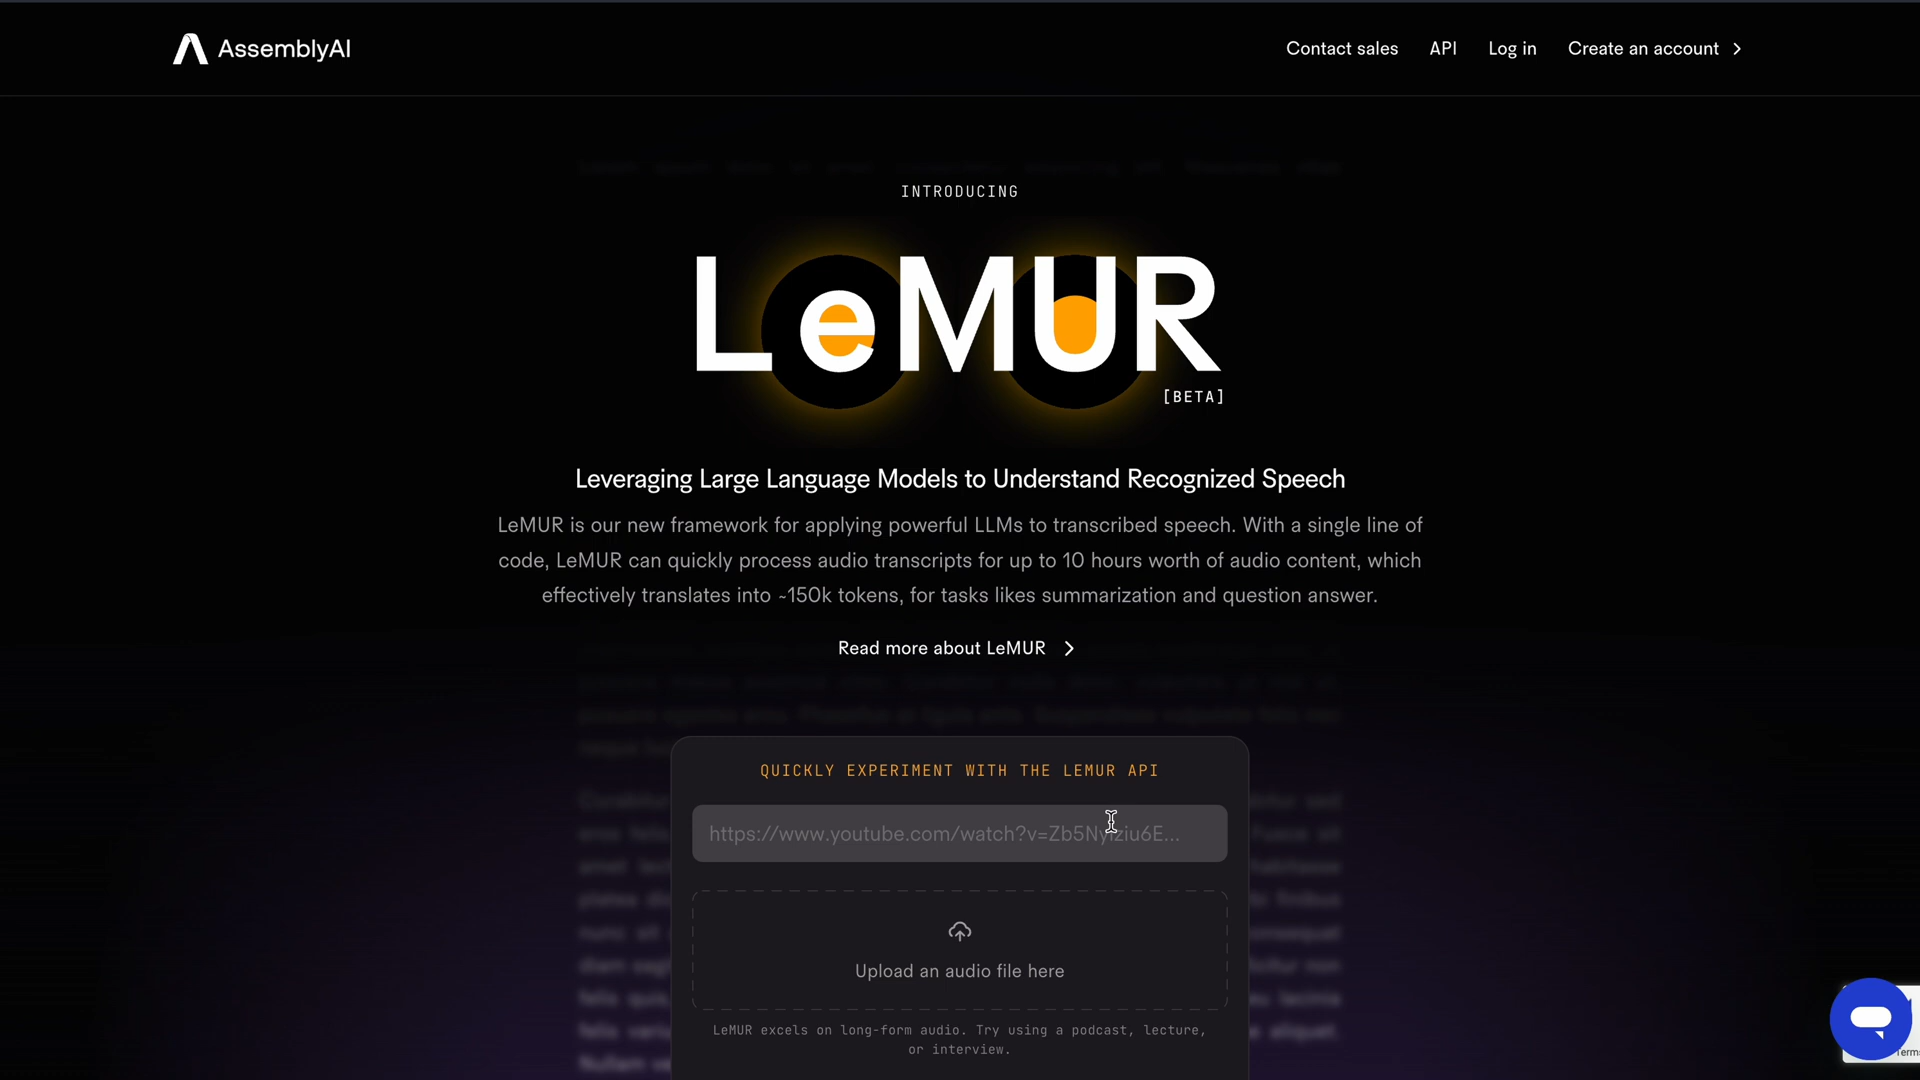 AssemblyAI
Contact sales API Log in Create an account
INTRODUCING
LeMUR
[BETA]
Leveraging Large Language Models to Understand Recognized Speech
LeMUR is our new framework for applying powerful LLMs to transcribed speech. With a single line of
code, LeMUR can quickly process audio transcripts for up to 10 hours worth of audio content, which
effectively translates into ~150k tokens, for tasks likes summarization and question answer.
Read more about LeMUR
QUICKLY EXPERIMENT WITH THE LEMUR API
https://www.youtube.com/watch?v=Zb5Nylziu6E...
Upload an audio file here
LeMUR excels on long-form audio. Try using a podcast, lecture,
or interview.
Terms